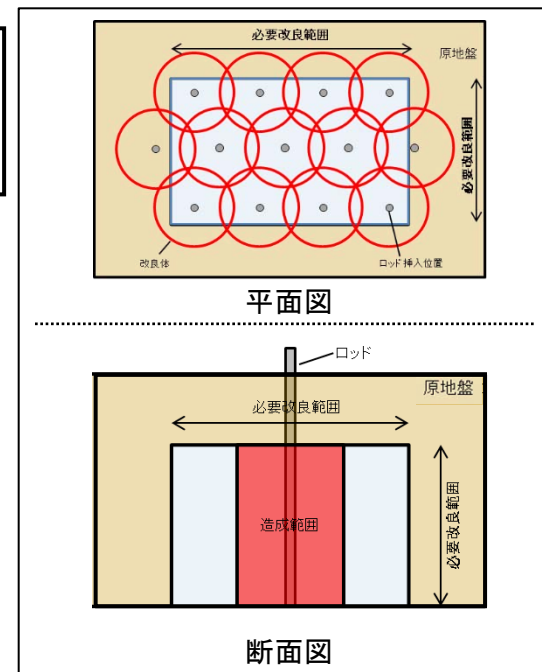 必要改良範囲
原地盤
必要改良範囲
改良体
ロッド挿入位置
平面図
ロッド
原地盤
必要改良範囲
造成範囲
必要改良範囲
断面図